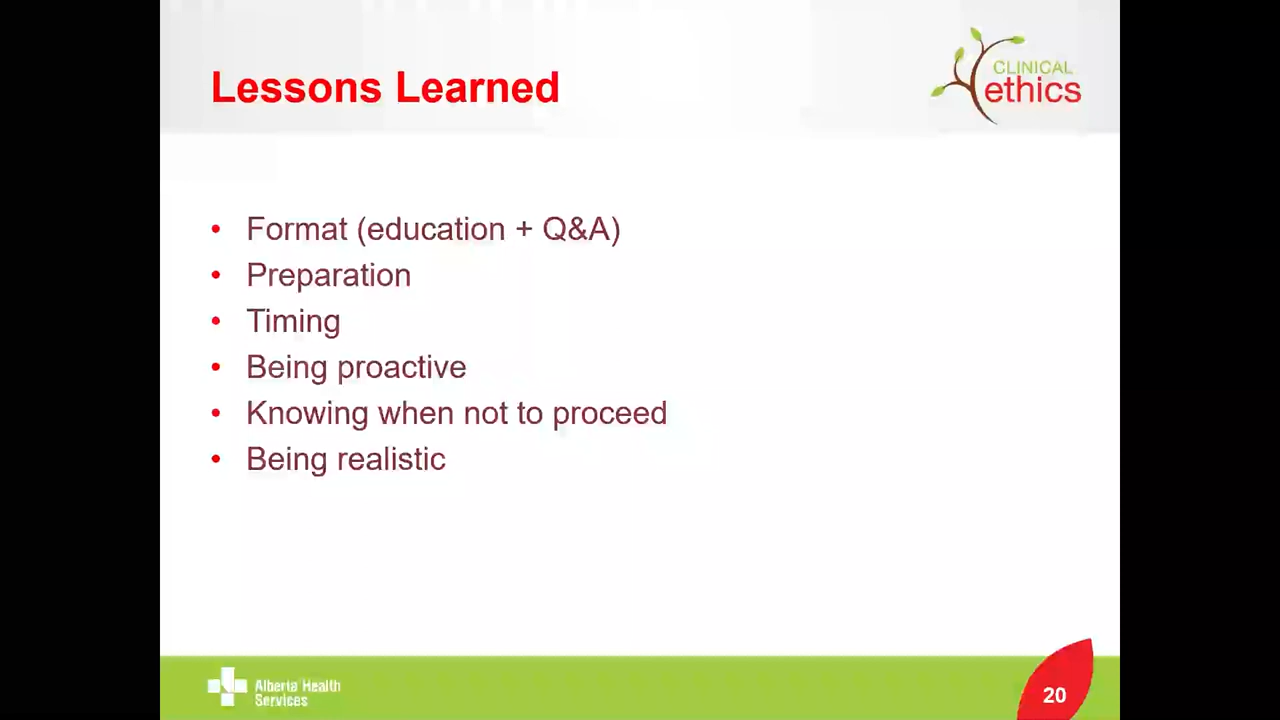 Lessons Learned
CLINICAL
ethics
• Format (education + Q&A)
• Preparation
• Timing
• Being proactive
• Knowing when not to proceed
• Being realistic
Alberta Health
Services
20